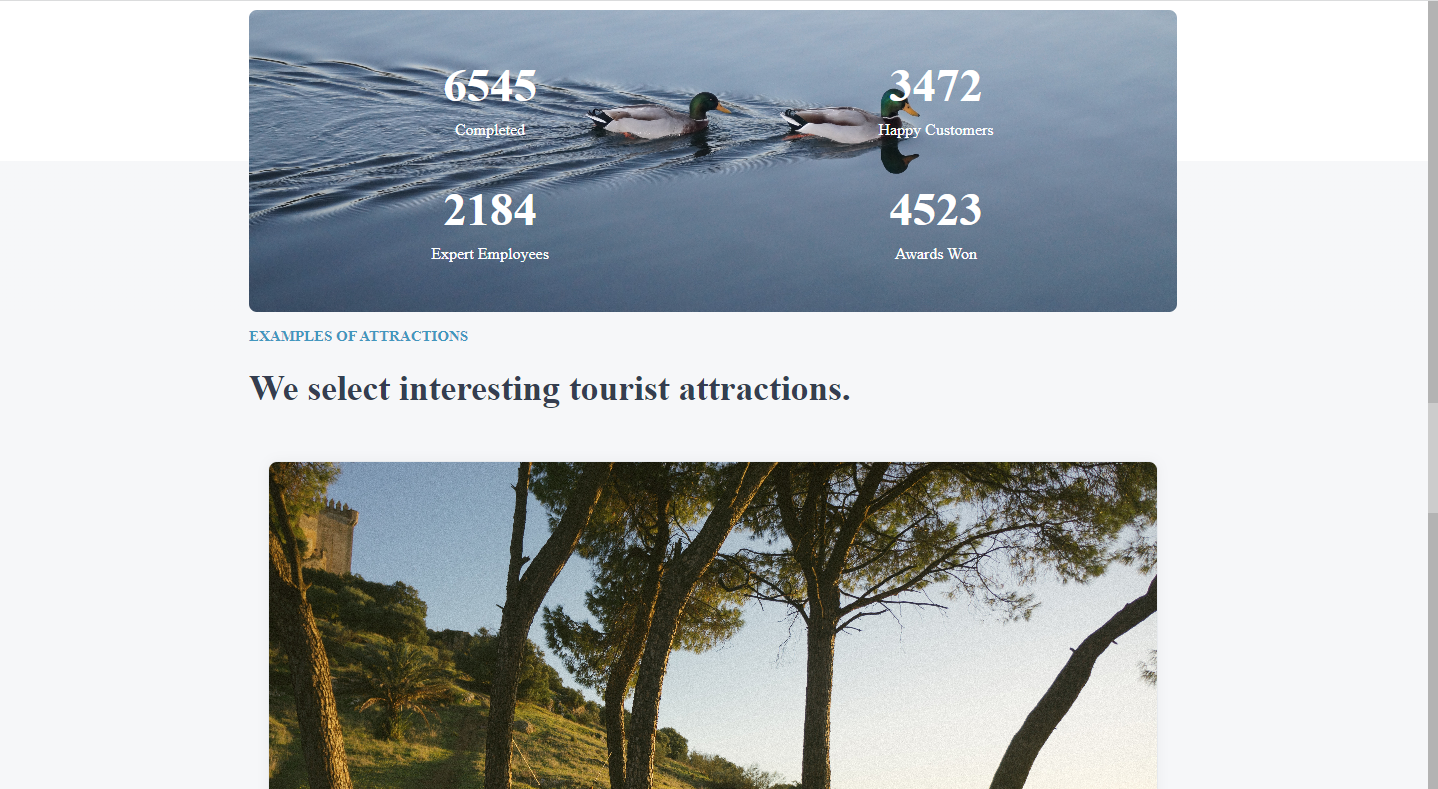 6545
3472
Completed
Happy Customers
2184
4523
Expert Employees
Awards Won
EXAMPLES OF ATTRACTIONS
We select interesting tourist attractions.